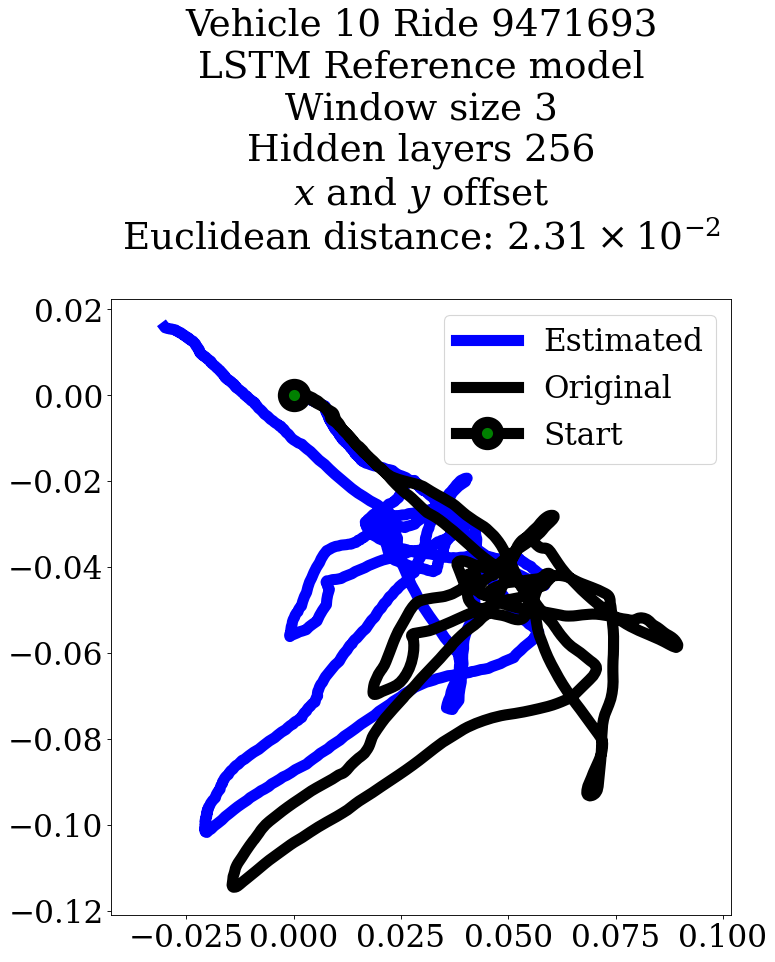 Vehicle 10 Ride 9471693
LSTM Reference model
Window size 3
Hidden layers 256
x and y offset
Euclidean distance: 2.31 × 10⁻²
Estimated
Original
Start
0.02
0.00
−0.02
−0.04
−0.06
−0.08
−0.10
−0.12
−0.025 0.000 0.025 0.050 0.075 0.100